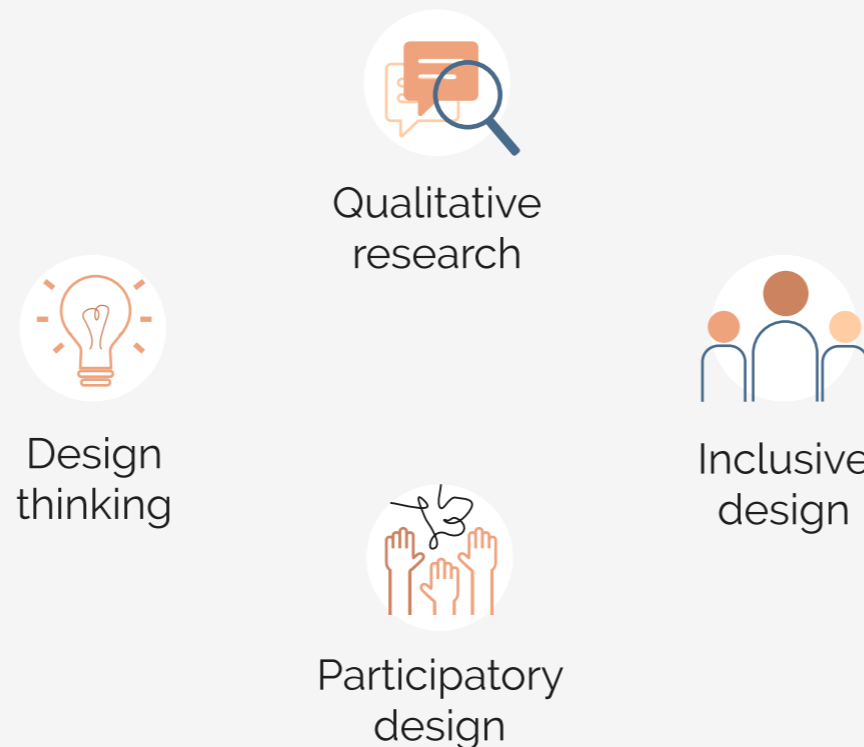 Qualitative
research
Design
thinking
Inclusive
design
Participatory
design